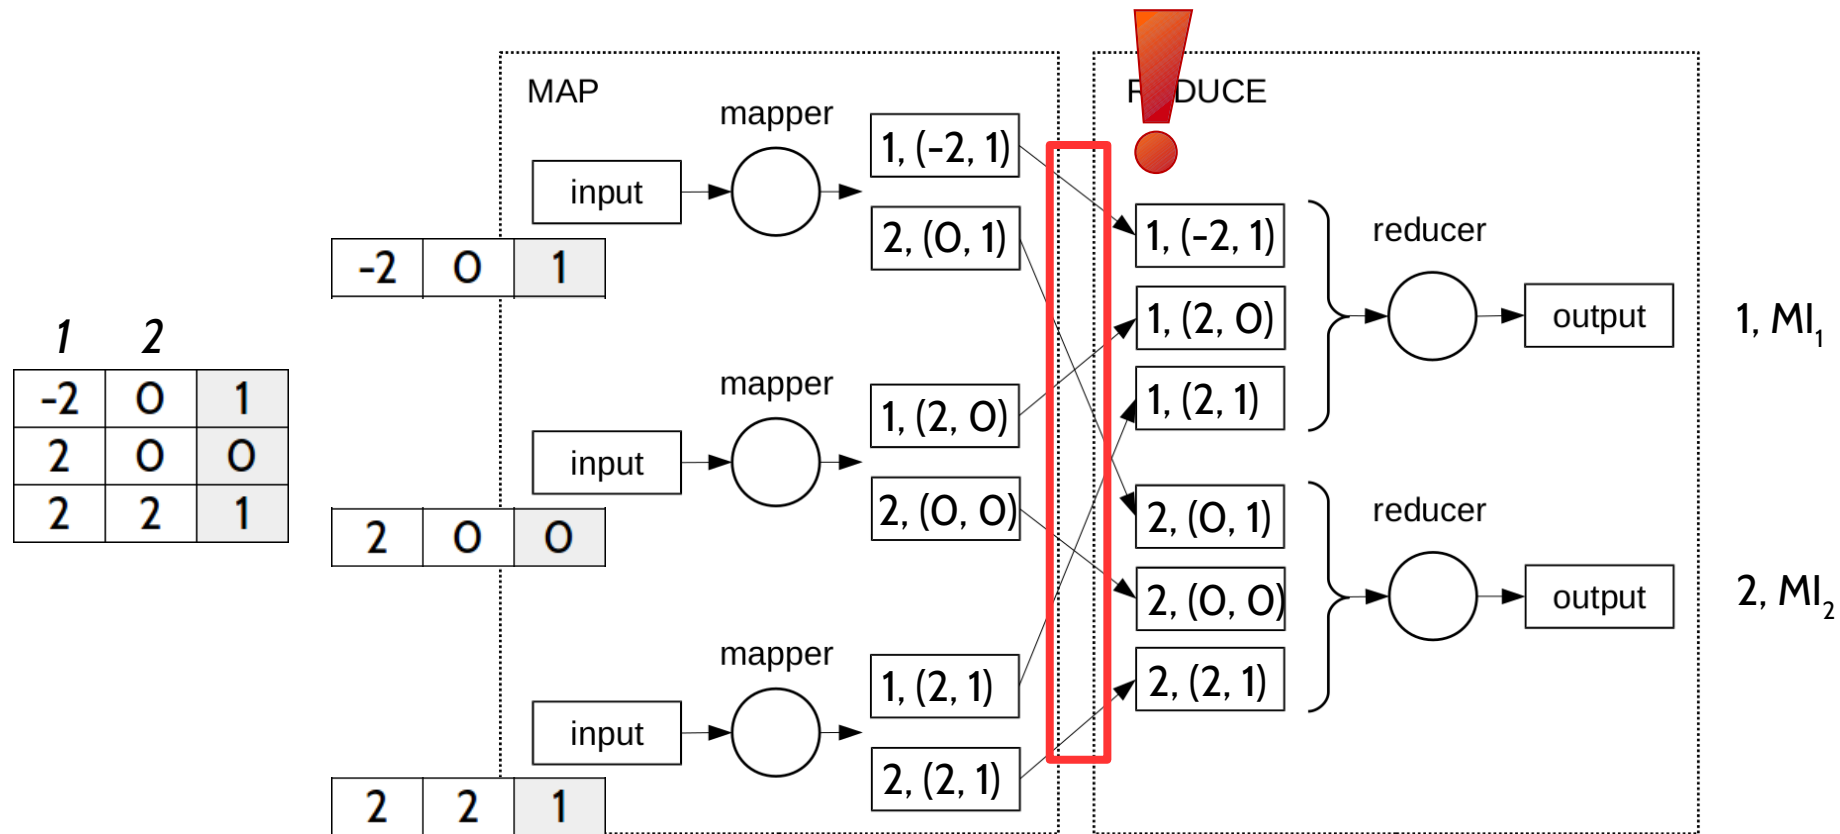 1 2
-2 0 1
2 0 0
2 2 1
-2 0 1
2 0 0
2 2 1
MAP
mapper
input
1, (-2, 1)
2, (0, 1)
mapper
input
1, (2, 0)
2, (0, 0)
mapper
input
1, (2, 1)
2, (2, 1)
!
REDUCE
1, (-2, 1)
1, (2, 0)
1, (2, 1)
reducer
output
1, MI₁
2, (0, 1)
2, (0, 0)
2, (2, 1)
reducer
output
2, MI₂